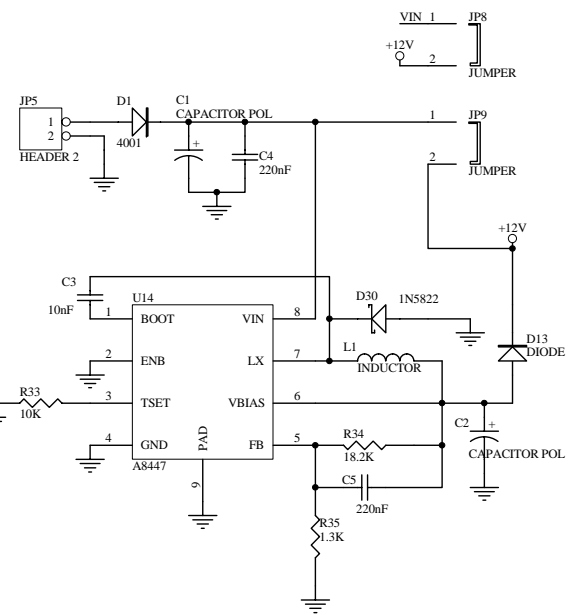 VIN 1 JP8
+12V
2
JUMPER
JP5
D1
C1
CAPACITOR POL
1
2
4001
+
C4
220nF
HEADER 2
1 JP9
2
JUMPER
+12V
C3
10nF
U14
D30 1N5822
1 BOOT VIN 8
2 ENB LX 7
L1
INDUCTOR
D13
DIODE
R33
10K
3 TSET VBIAS 6
4 GND PAD FB 5
9
A8447
R34
18.2K
C2
+
CAPACITOR POL
C5
220nF
R35
1.3K